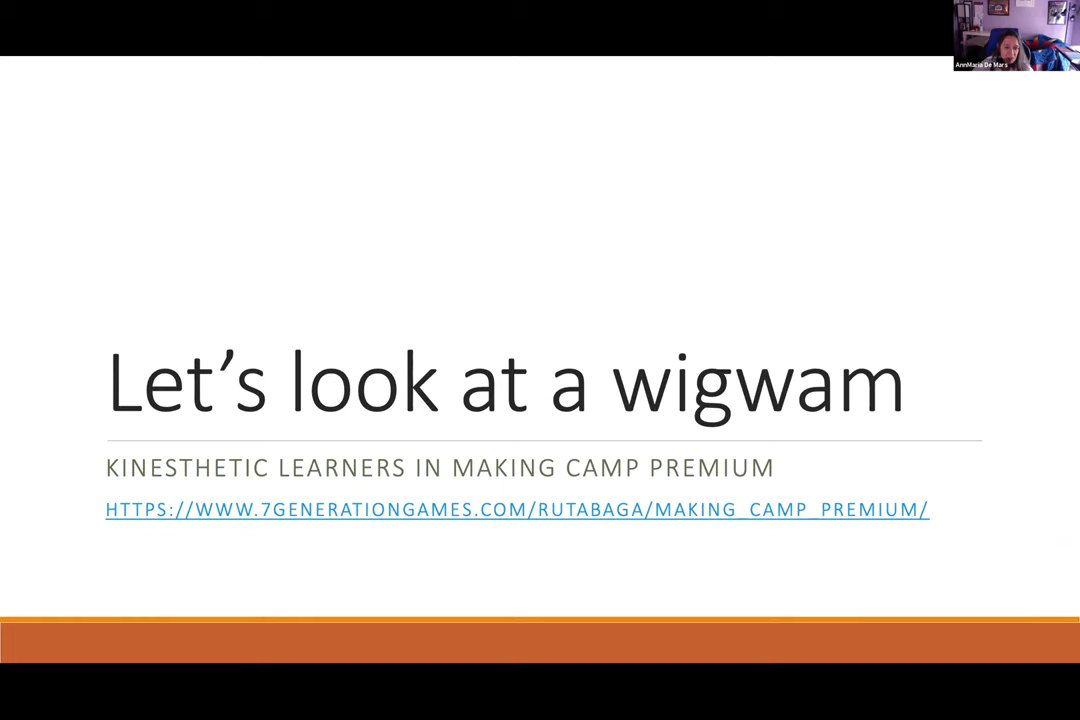 AnnMaria De Mars
Let’s look at a wigwam
KINESTHETIC LEARNERS IN MAKING CAMP PREMIUM
HTTPS://WWW.7GENERATIONGAMES.COM/RUTABAGA/MAKING_CAMP_PREMIUM/